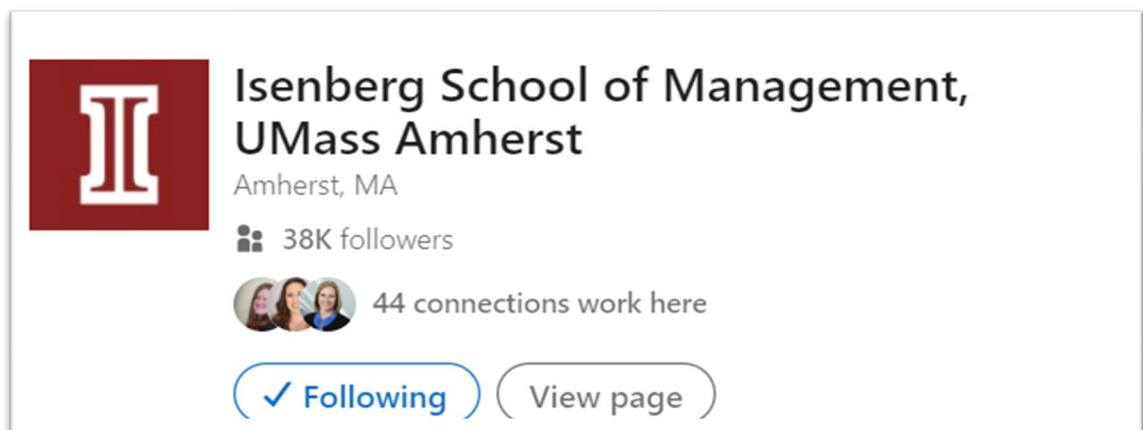 Isenberg School of Management,
UMass Amherst
Amherst, MA
38K followers
44 connections work here
Following
View page